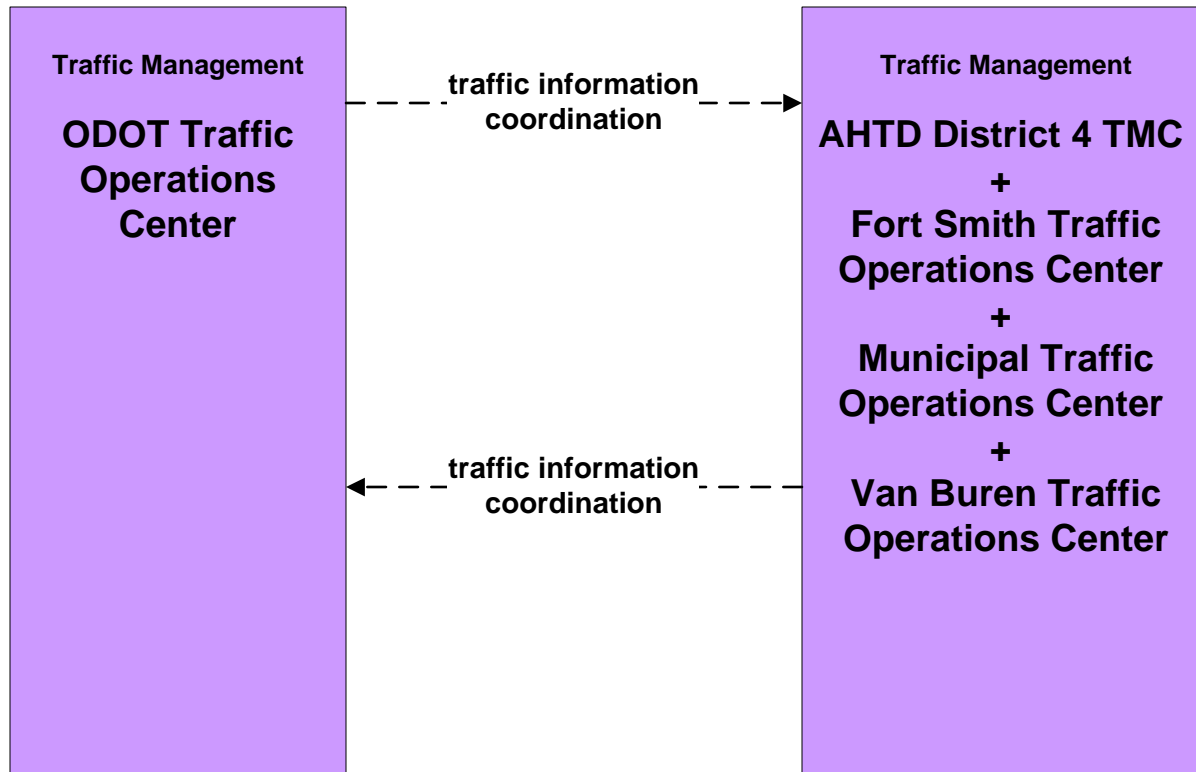 Traffic Management
ODOT Traffic
Operations
Center
traffic information
coordination
traffic information
coordination
Traffic Management
AHTD District 4 TMC
+
Fort Smith Traffic
Operations Center
+
Municipal Traffic
Operations Center
+
Van Buren Traffic
Operations Center